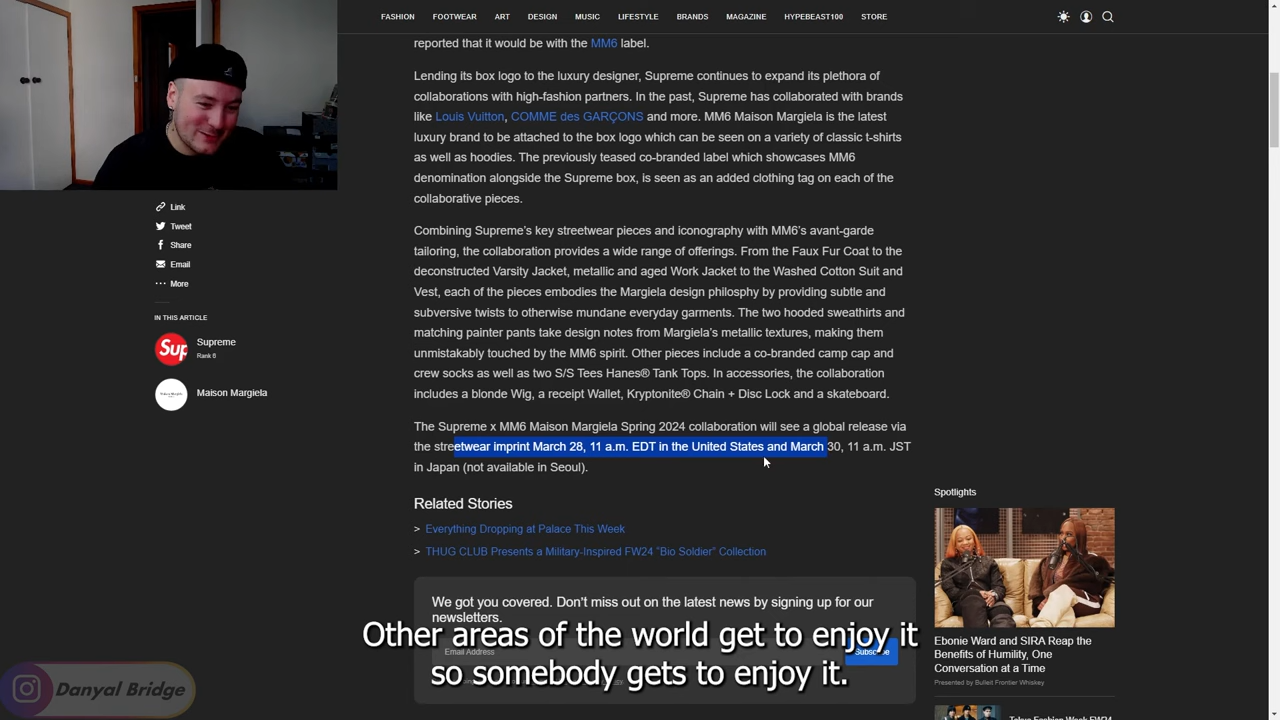 FASHION FOOTWEAR ART DESIGN MUSIC LIFESTYLE BRANDS MAGAZINE HYPEBEAST100 STORE
reported that it would be with the MM6 label.
Lending its box logo to the luxury designer, Supreme continues to expand its plethora of
collaborations with high-fashion partners. In the past, Supreme has collaborated with brands
like Louis Vuitton, COMME des GARÇONS and more. MM6 Maison Margiela is the latest
luxury brand to be attached to the box logo which can be seen on a variety of classic t-shirts
as well as hoodies. The previously teased co-branded label which showcases MM6
denomination alongside the Supreme box, is seen as an added clothing tag on each of the
collaborative pieces.
Link
Tweet
Share
Email
More
IN THIS ARTICLE
Sup
Supreme
Rank 6
Maison Margiela
Combining Supreme's key streetwear pieces and iconography with MM6's avant-garde
tailoring, the collaboration provides a wide range of offerings. From the Faux Fur Coat to the
deconstructed Varsity Jacket, metallic and aged Work Jacket to the Washed Cotton Suit and
Vest, each of the pieces embodies the Margiela design philosphy by providing subtle and
subversive twists to otherwise mundane everyday garments. The two hooded sweathirts and
matching painter pants take design notes from Margiela's metallic textures, making them
unmistakably touched by the MM6 spirit. Other pieces include a co-branded camp cap and
crew socks as well as two S/S Tees Hanes® Tank Tops. In accessories, the collaboration
includes a blonde Wig, a receipt Wallet, Kryptonite® Chain + Disc Lock and a skateboard.
The Supreme x MM6 Maison Margiela Spring 2024 collaboration will see a global release via
the streetwear imprint March 28, 11 a.m. EDT in the United States and March 30, 11 a.m. JST
in Japan (not available in Seoul).
Related Stories
> Everything Dropping at Palace This Week
> THUG CLUB Presents a Military-Inspired FW24 "Bio Soldier" Collection
We got you covered. Don't miss out on the latest news by signing up for our
newsletters.
Email Address
Subscribe
Other areas of the world get to enjoy it
so somebody gets to enjoy it.
Danyal Bridge
Spotlights
Ebonie Ward and SIRA Reap the
Benefits of Humility, One
Conversation at a Time
Presented by Bulleit Frontier Whiskey
Tokyo Fashion Week FW24